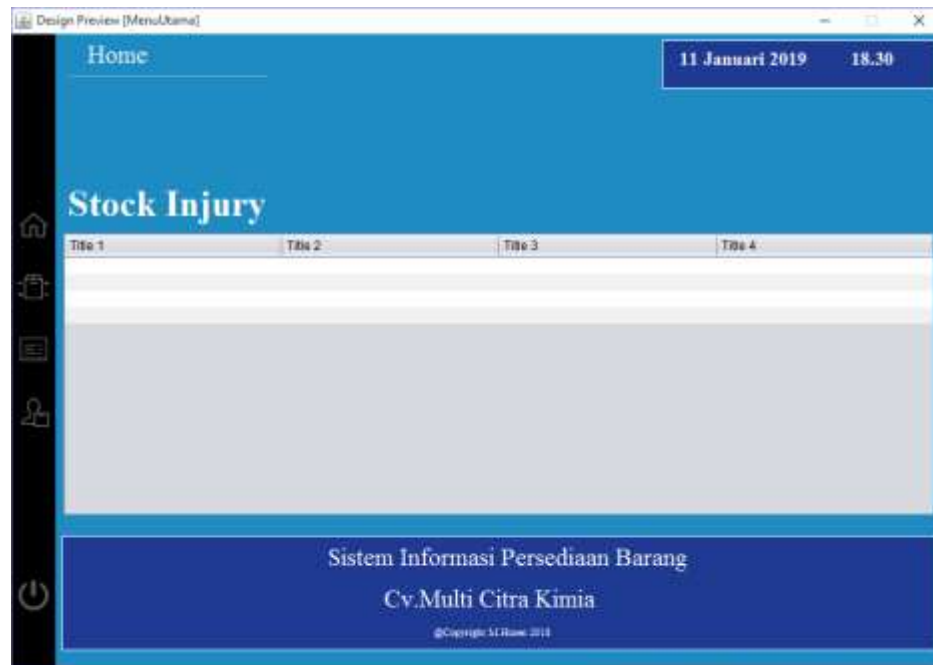 Design Preview [MenuUtama]
Home
11 Januari 2019 18.30
Stock Injury
Title 1 Title 2 Title 3 Title 4
Sistem Informasi Persediaan Barang
Cv.Multi Citra Kimia
@Copyright